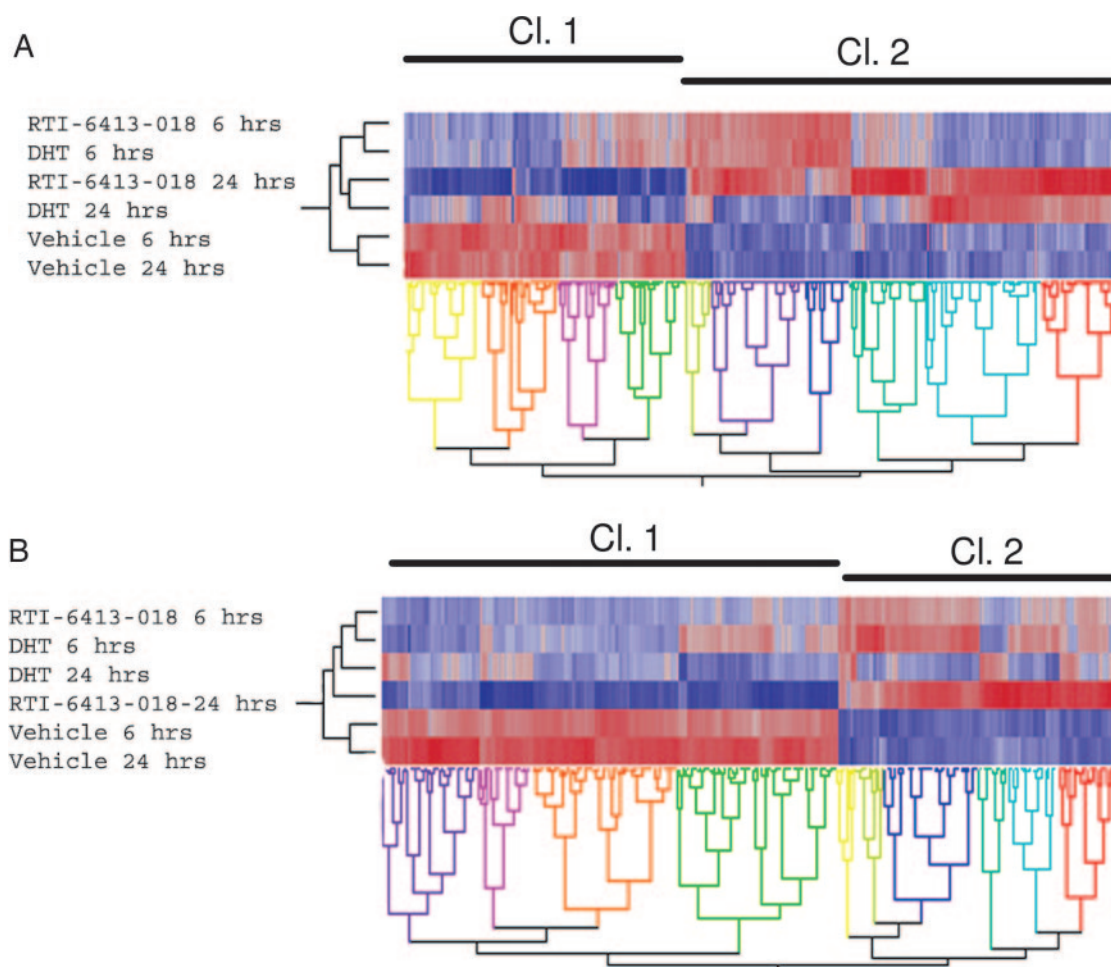 A
Cl. 1
Cl. 2
RTI-6413-018 6 hrs
DHT 6 hrs
RTI-6413-018 24 hrs
DHT 24 hrs
Vehicle 6 hrs
Vehicle 24 hrs
B
Cl. 1
Cl. 2
RTI-6413-018 6 hrs
DHT 6 hrs
DHT 24 hrs
RTI-6413-018-24 hrs
Vehicle 6 hrs
Vehicle 24 hrs